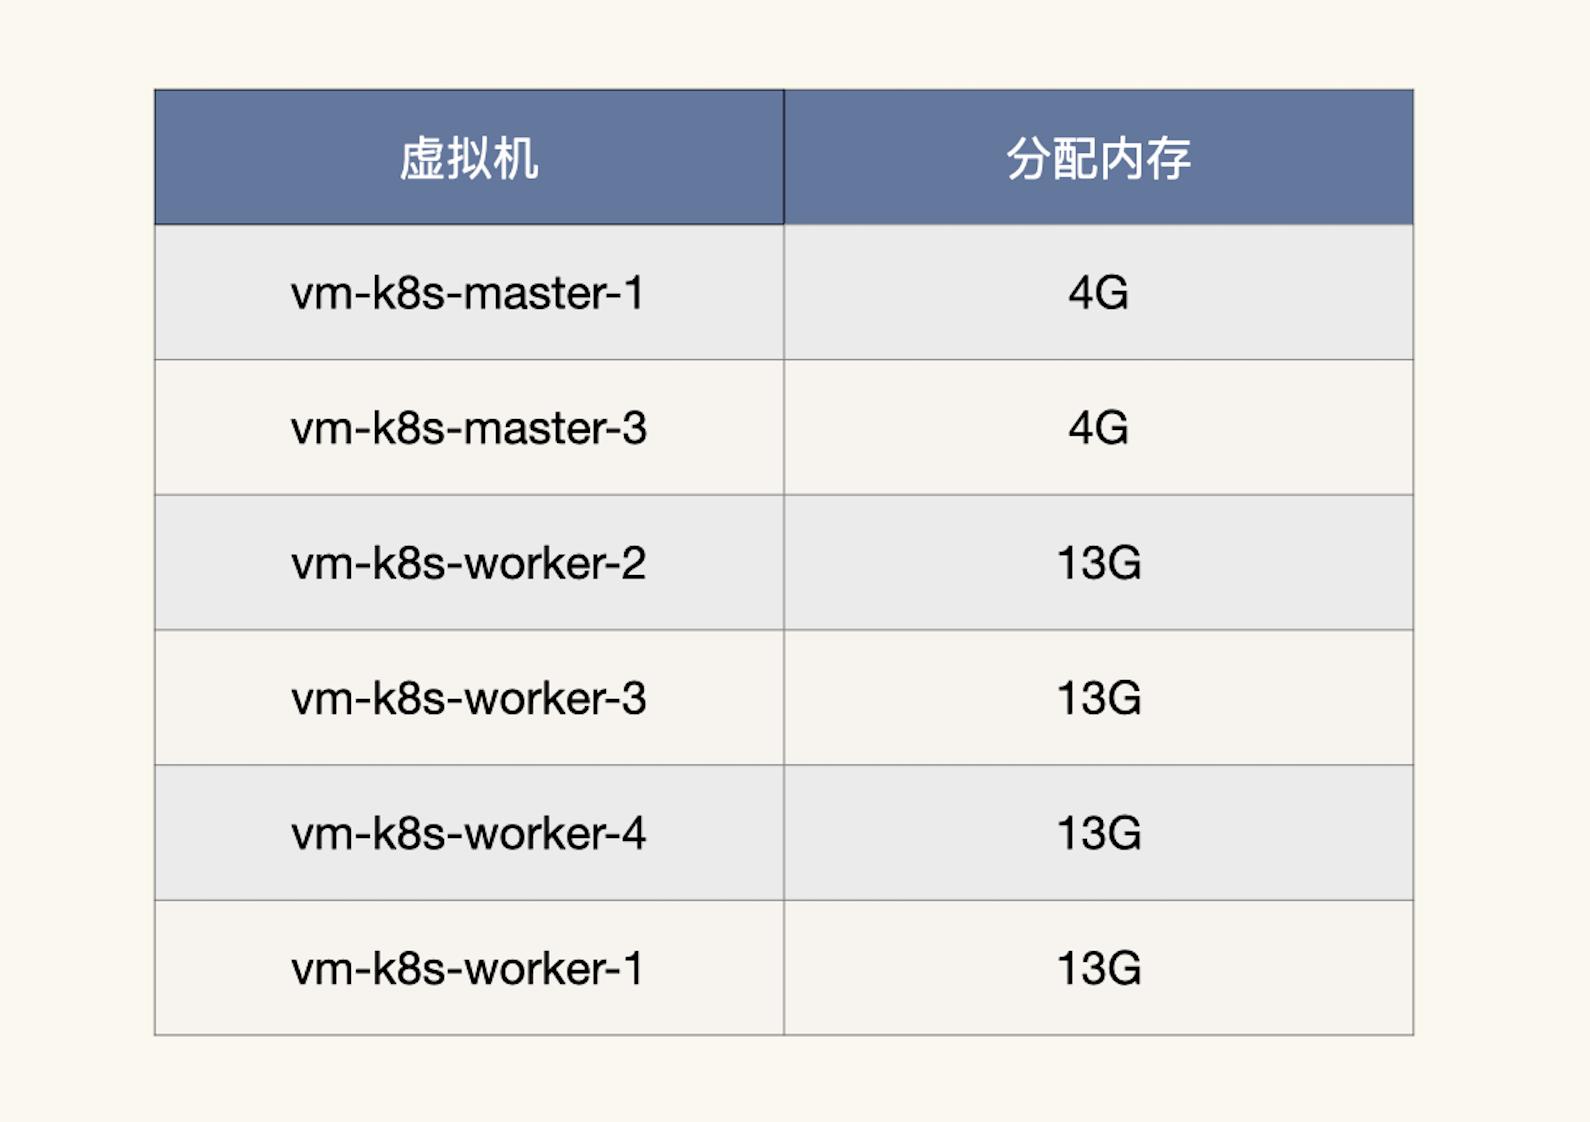 虚拟机 分配内存
vm-k8s-master-1 4G
vm-k8s-master-3 4G
vm-k8s-worker-2 13G
vm-k8s-worker-3 13G
vm-k8s-worker-4 13G
vm-k8s-worker-1 13G